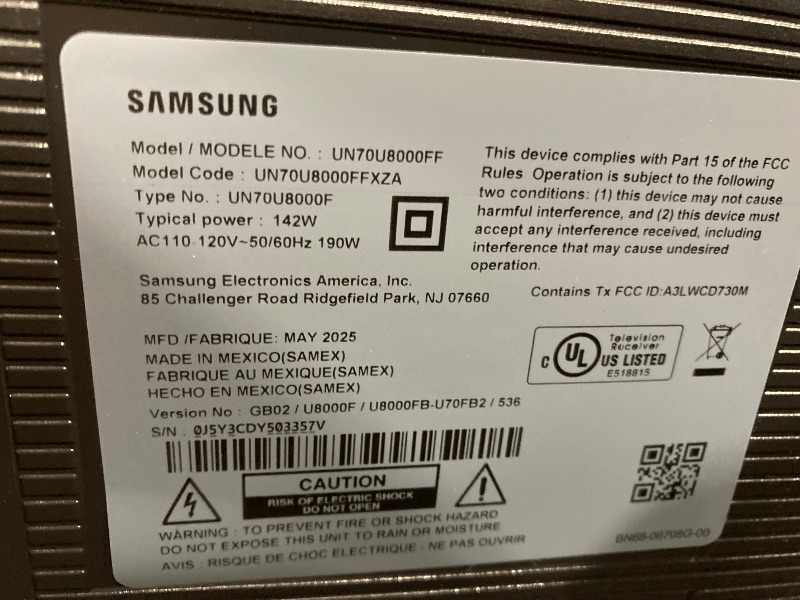 SAMSUNG
Model / MODELE NO. : UN70U8000FF
Model Code : UN70U8000FFXZA
Type No. : UN70U8000F
Typical power : 142W
AC110-120V~50/60Hz 190W
This device complies with Part 15 of the FCC
Rules. Operation is subject to the following
two conditions: (1) this device may not cause
harmful interference, and (2) this device must
accept any interference received, including
interference that may cause undesired
operation.
Samsung Electronics America, Inc.
85 Challenger Road Ridgefield Park, NJ 07660
Contains Tx FCC ID:A3LWCD730M
MFD /FABRIQUE: MAY 2025
MADE IN MEXICO(SAMEX)
FABRIQUE AU MEXIQUE(SAMEX)
HECHO EN MEXICO(SAMEX)
Version No : GB02 / U8000F / U8000FB-U70FB2 / 536
S/N : 0J5Y3CDY503357V
C UL US LISTED
Television
Receiver
E518815
CAUTION
RISK OF ELECTRIC SHOCK
DO NOT OPEN
WARNING : TO PREVENT FIRE OR SHOCK HAZARD
DO NOT EXPOSE THIS UNIT TO RAIN OR MOISTURE
AVIS : RISQUE DE CHOC ELECTRIQUE - NE PAS OUVRIR
BN68-06708G-00